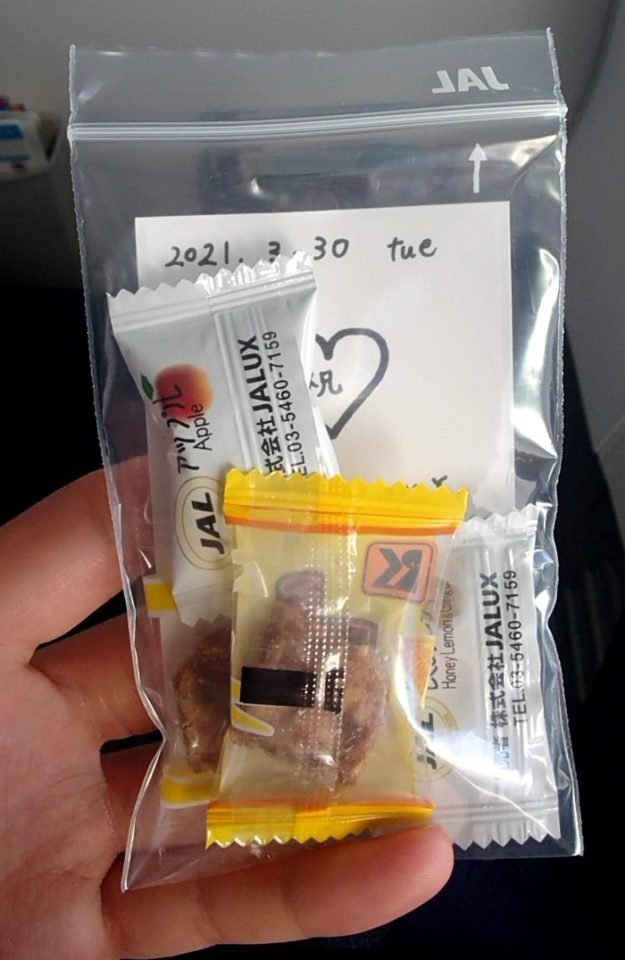 JAL
2021. 3. 30 tue
帆
アップル
Apple
JAL
式会社JALUX
TEL.03-5460-7159
Honey Lemon &
JAL
株式会社JALUX
TEL.03-5460-7159